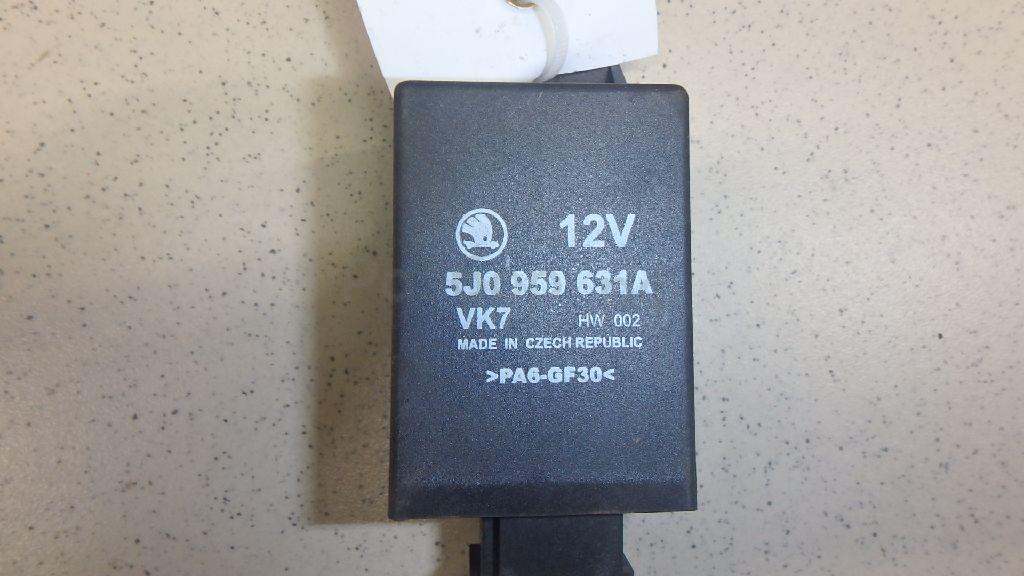 12V
5J0 959 631A
VK7 HW 002
MADE IN CZECH REPUBLIC
>PA6-GF30<